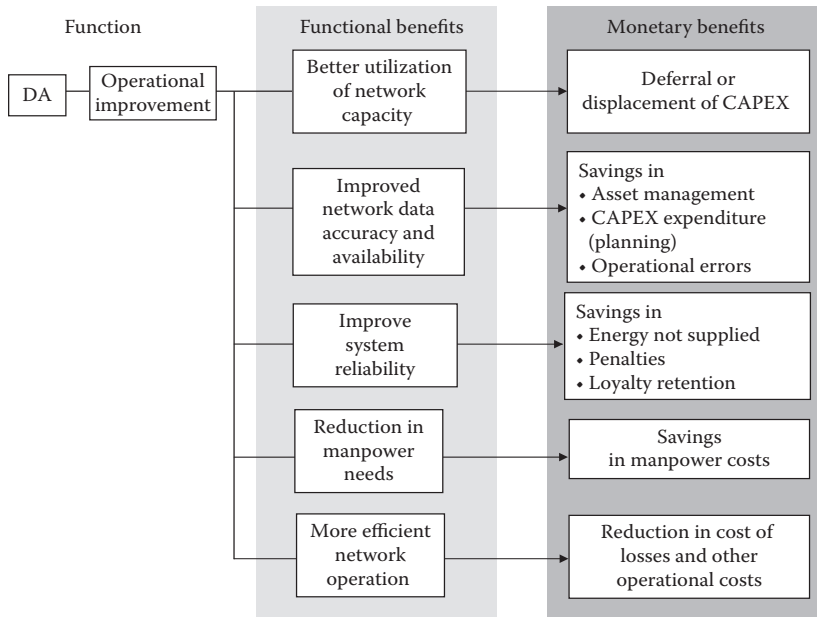 Function
Functional benefits
Monetary benefits
DA
Operational
improvement
Better utilization
of network
capacity
Deferral or
displacement of CAPEX
Improved
network data
accuracy and
availability
Savings in
• Asset management
• CAPEX expenditure
(planning)
• Operational errors
Improve
system
reliability
Savings in
• Energy not supplied
• Penalties
• Loyalty retention
Reduction in
manpower
needs
Savings
in manpower costs
More efficient
network
operation
Reduction in cost of
losses and other
operational costs